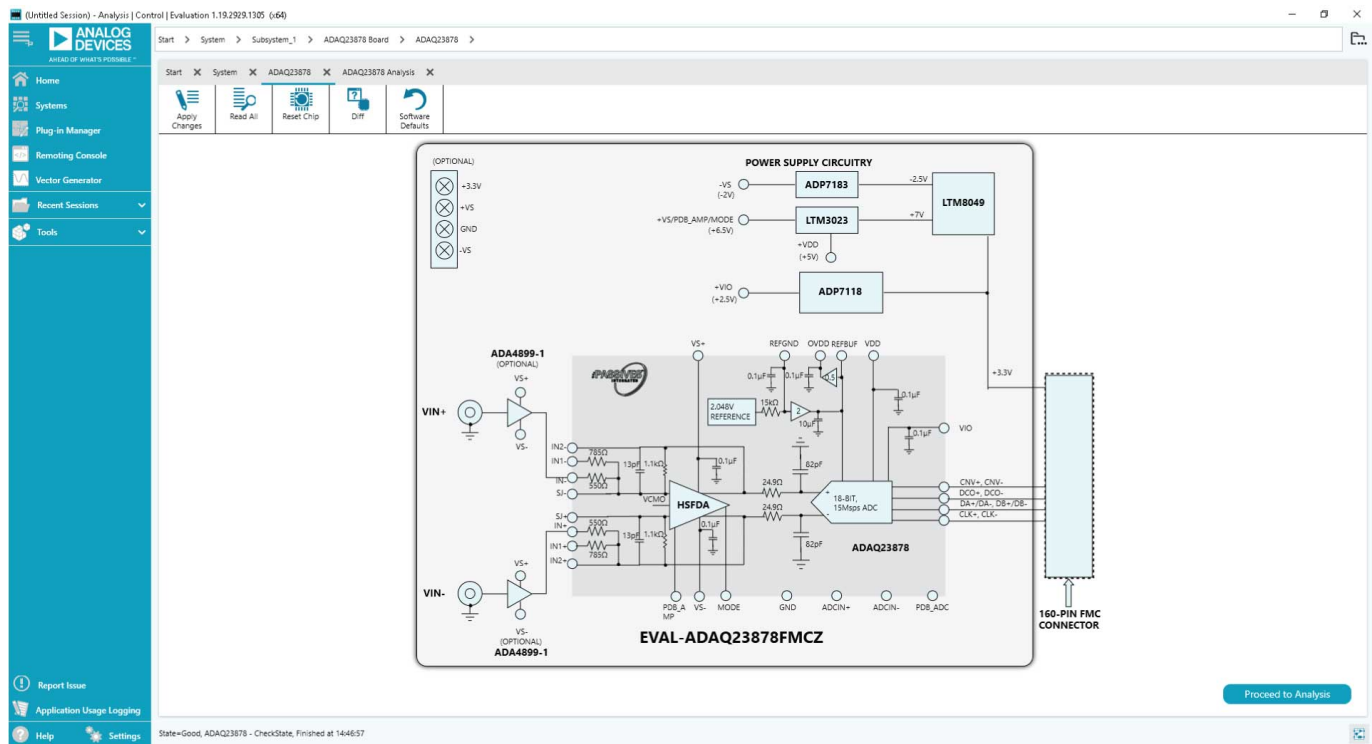 (Untitled Session) - Analysis | Control | Evaluation 1.19.2929.1305 (x64)
ANALOG
DEVICES
AHEAD OF WHAT'S POSSIBLE™
Start > System > Subsystem_1 > ADAQ23878 Board > ADAQ23878 >
Home
Systems
Plug-in Manager
Remoting Console
Vector Generator
Recent Sessions
Tools
Start System ADAQ23878 ADAQ23878 Analysis
Apply
Changes
Read All
Reset Chip
Diff
Software
Defaults
(OPTIONAL)
+3.3V
+VS
GND
-VS
POWER SUPPLY CIRCUITRY
-VS
(-2V)
ADP7183
-2.5V
LTM8049
+VS/PDB_AMP/MODE
(+6.5V)
LTM3023
+7V
+VDD
(+5V)
+VIO
(+2.5V)
ADP7118
+3.3V
ADA4899-1
(OPTIONAL)
VS+
VIN+
VS-
VS+
REFGND
OVDD
REFBUF
VDD
iPASSIVES
INTEGRATED
0.1µF
0.1µF
0.5
2.048V
REFERENCE
15kΩ
2
10µF
0.1µF
0.1µF
VIO
IN2-
IN1-
IN-
SJ-
785Ω
550Ω
13pF
1.1kΩ
0.1µF
VCMO
HSFDA
24.9Ω
24.9Ω
82pF
82pF
18-BIT,
15Msps ADC
ADAQ23878
CNV+, CNV-
DCO+, DCO-
DA+/DA-, DB+/DB-
CLK+, CLK-
SJ+
IN+
IN1+
IN2+
550Ω
785Ω
13pF
1.1kΩ
0.1µF
VS+
VIN-
VS-
(OPTIONAL)
ADA4899-1
PDB_A
MP
VS-
MODE
GND
ADCIN+
ADCIN-
PDB_ADC
EVAL-ADAQ23878FMCZ
160-PIN FMC
CONNECTOR
Report Issue
Application Usage Logging
Help
Settings
Proceed to Analysis
State=Good, ADAQ23878 - CheckState, Finished at 14:46:57